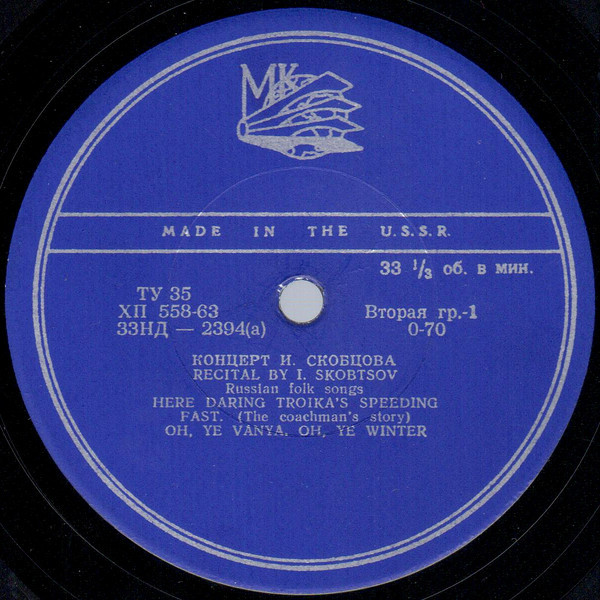 МК
MADE IN THE U.S.S.R.
33 1/3 об. в мин.
ТУ 35
ХП 558-63
33НД — 2394(а)
Вторая гр.-1
0-70
КОНЦЕРТ И. СКОБЦОВА
RECITAL BY I. SKOBTSOV
Russian folk songs
HERE DARING TROIKA'S SPEEDING
FAST. (The coachman's story)
OH, YE VANYA. OH, YE WINTER